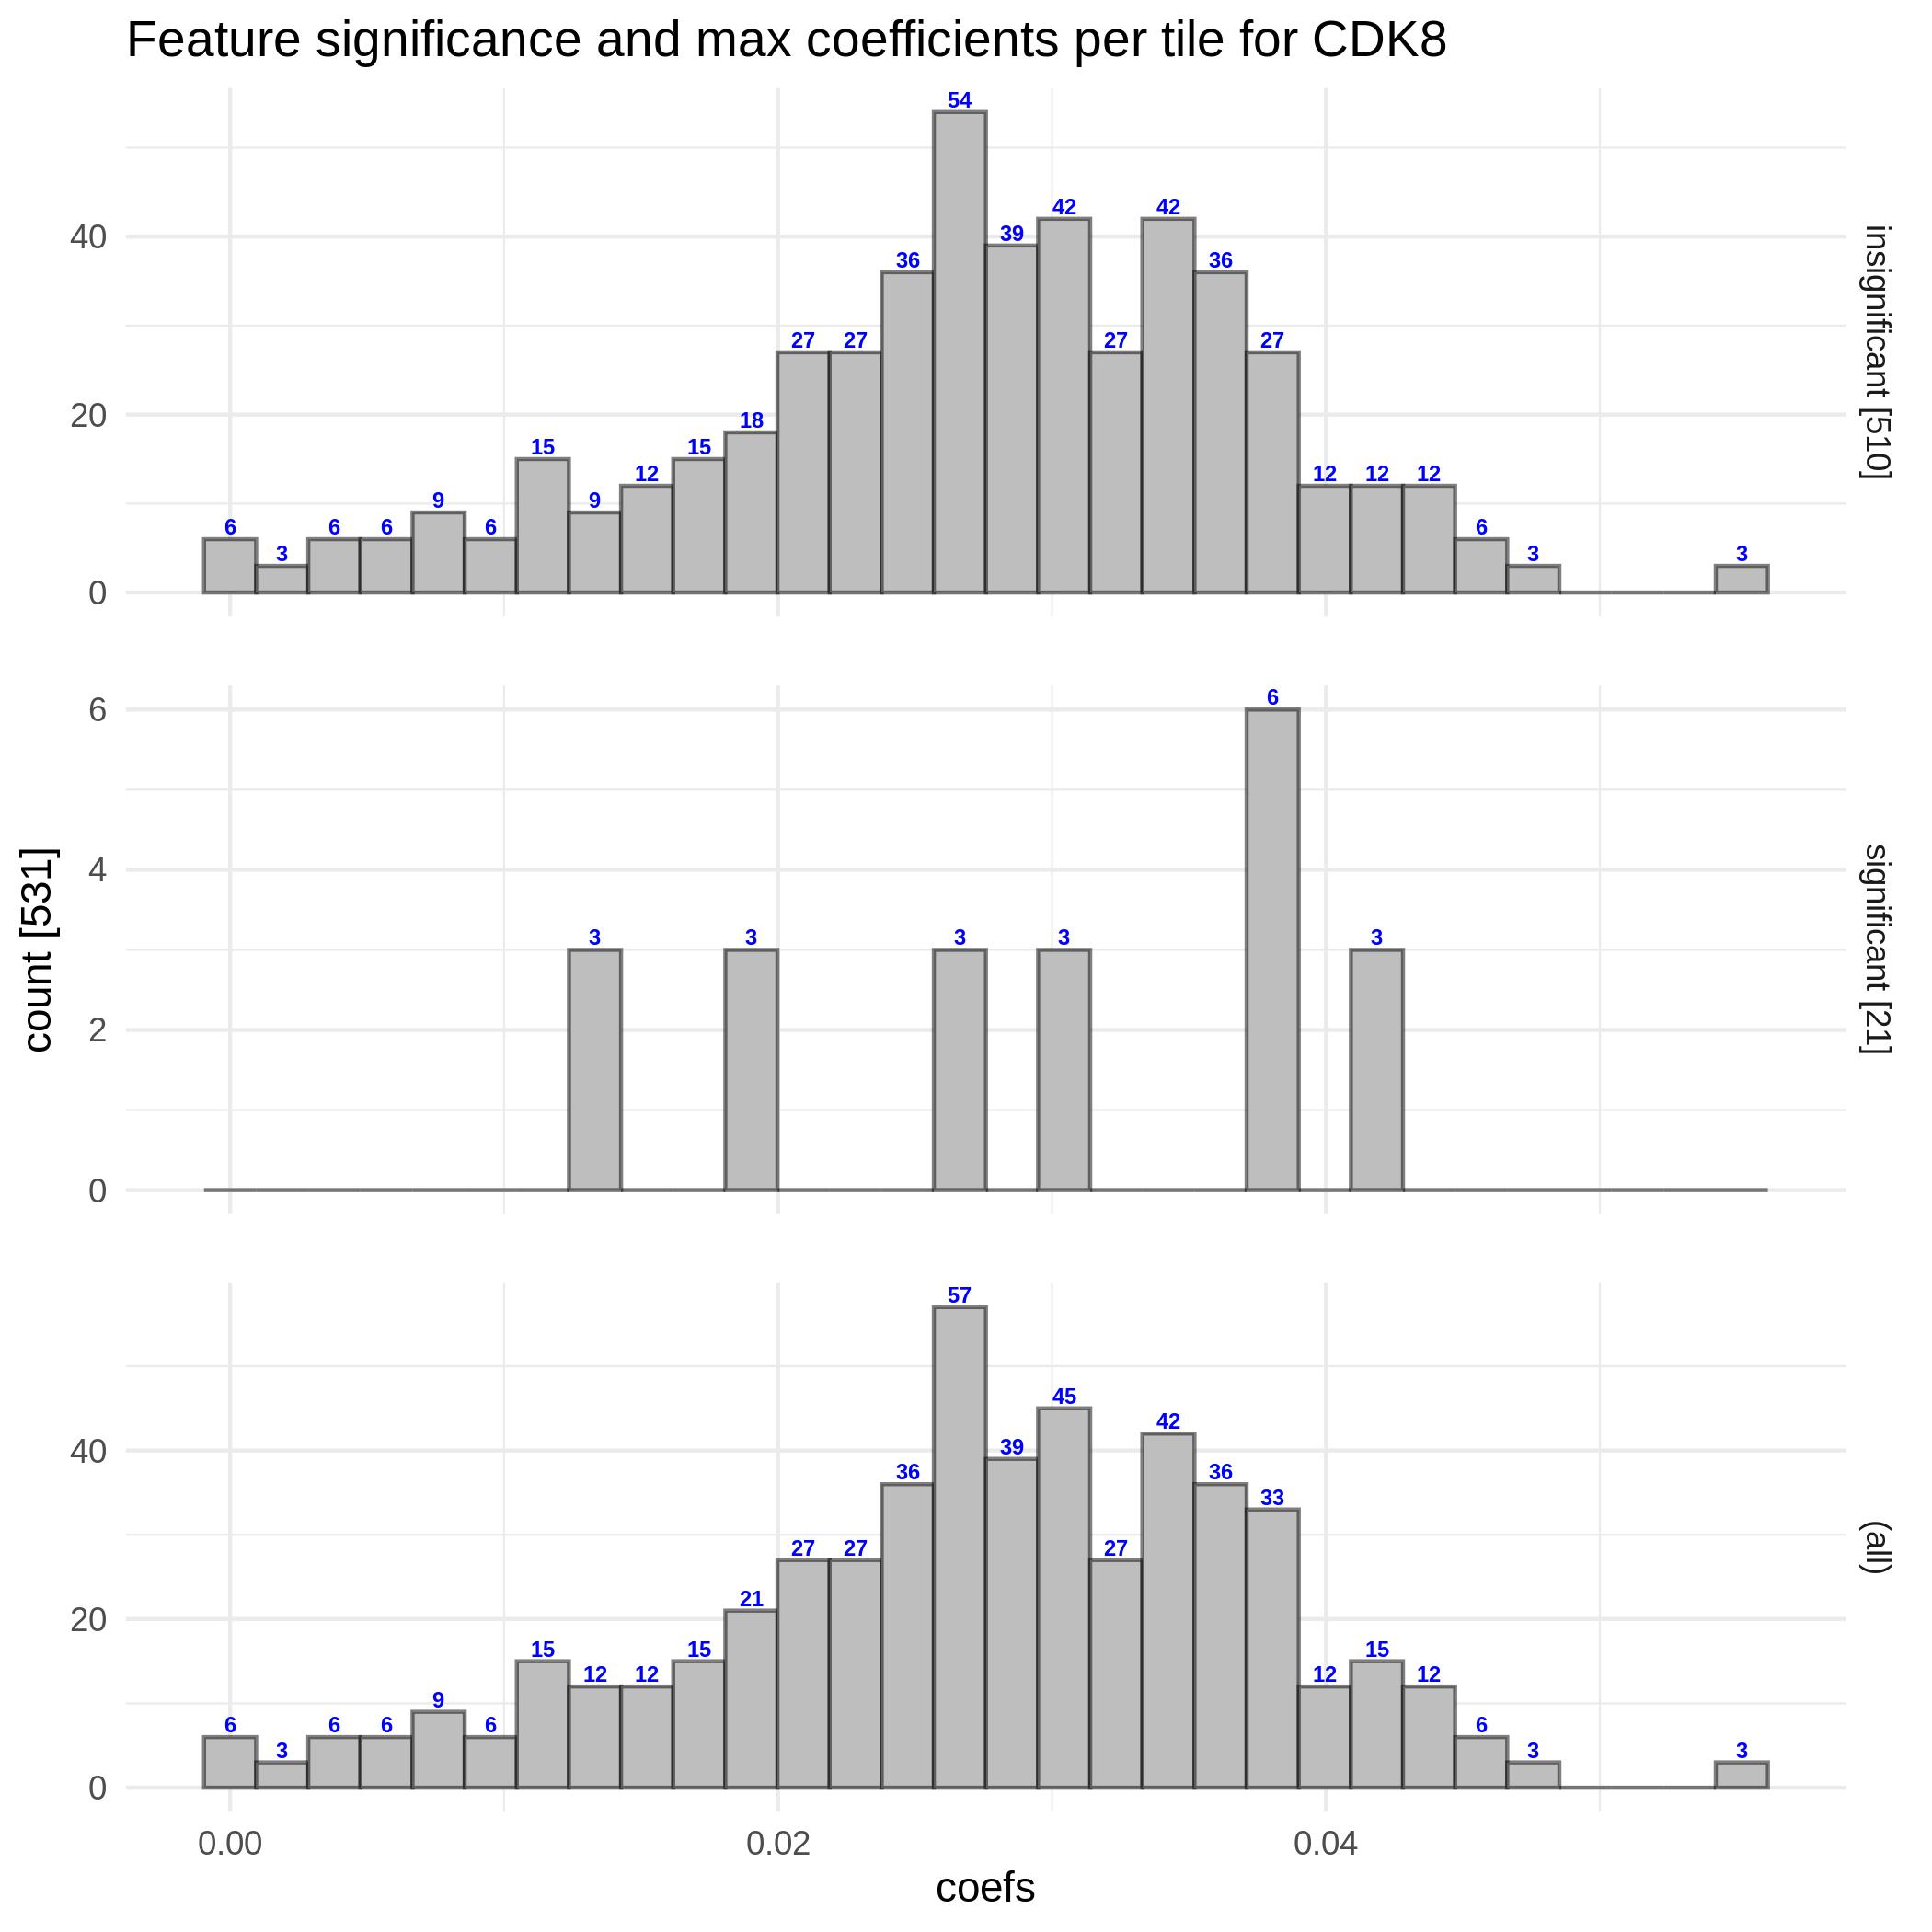 Feature significance and max coefficients per tile for CDK8
54
42 42
39
40
36 36
27 27 27 27
insignificant [510]
20
18
15 15
12 12 12 12
9 9
6 6 6 6 6
3 3 3
0
6
6
count [531]
4
3 3 3 3 3
significant [21]
2
0
57
45
42
40
39
36 36
33
27 27 27
(all)
21
20
15 15 15
12 12 12 12
9
6 6 6 6 6
3 3 3
0
0.00 0.02 0.04
coefs